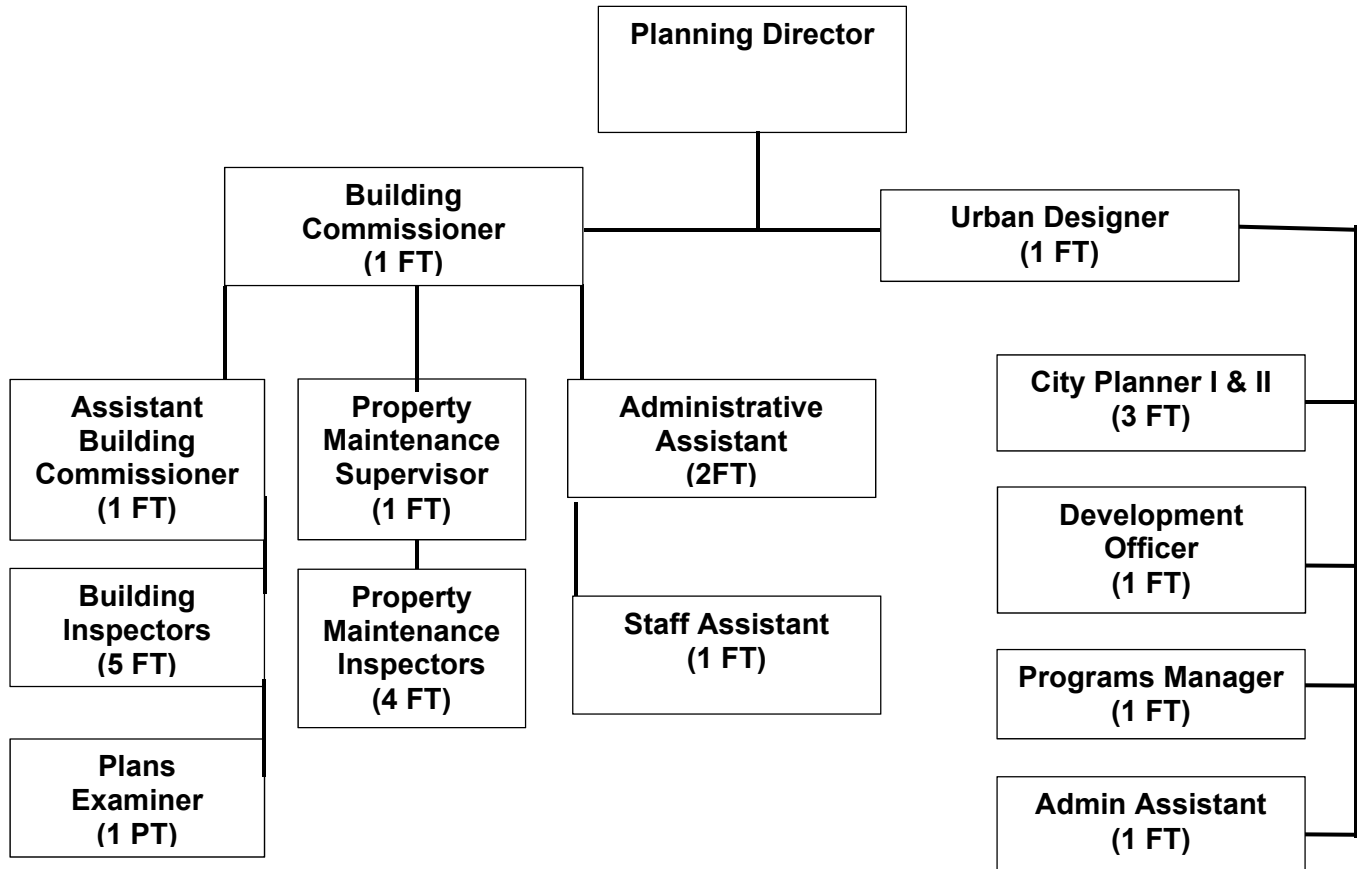 Planning Director
Building
Commissioner
(1 FT)
Urban Designer
(1 FT)
Assistant
Building
Commissioner
(1 FT)
Property
Maintenance
Supervisor
(1 FT)
Administrative
Assistant
(2FT)
City Planner I & II
(3 FT)
Building
Inspectors
(5 FT)
Property
Maintenance
Inspectors
(4 FT)
Staff Assistant
(1 FT)
Development
Officer
(1 FT)
Plans
Examiner
(1 PT)
Programs Manager
(1 FT)
Admin Assistant
(1 FT)